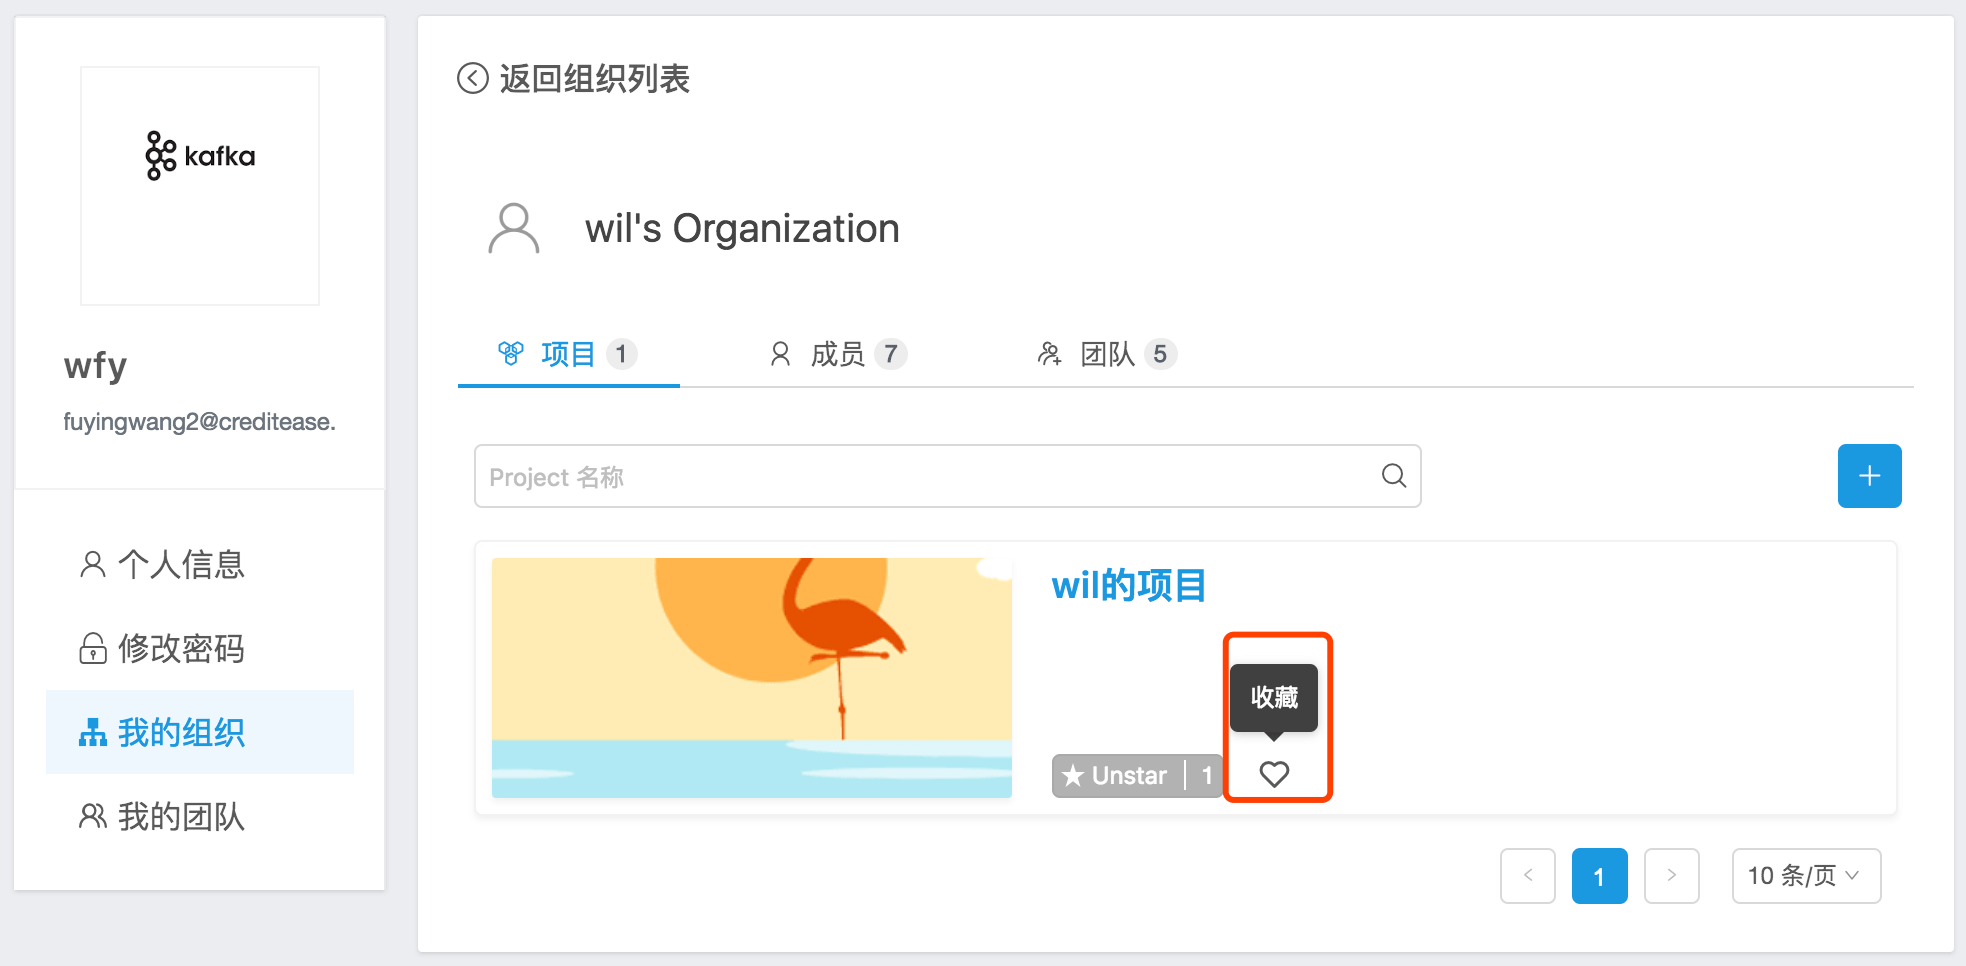 kafka
wfy
fuyingwang2@creditease.
个人信息
修改密码
我的组织
我的团队
返回组织列表
wil's Organization
项目 1 成员 7 团队 5
Project 名称
wil的项目
收藏
Unstar 1
1 10 条/页